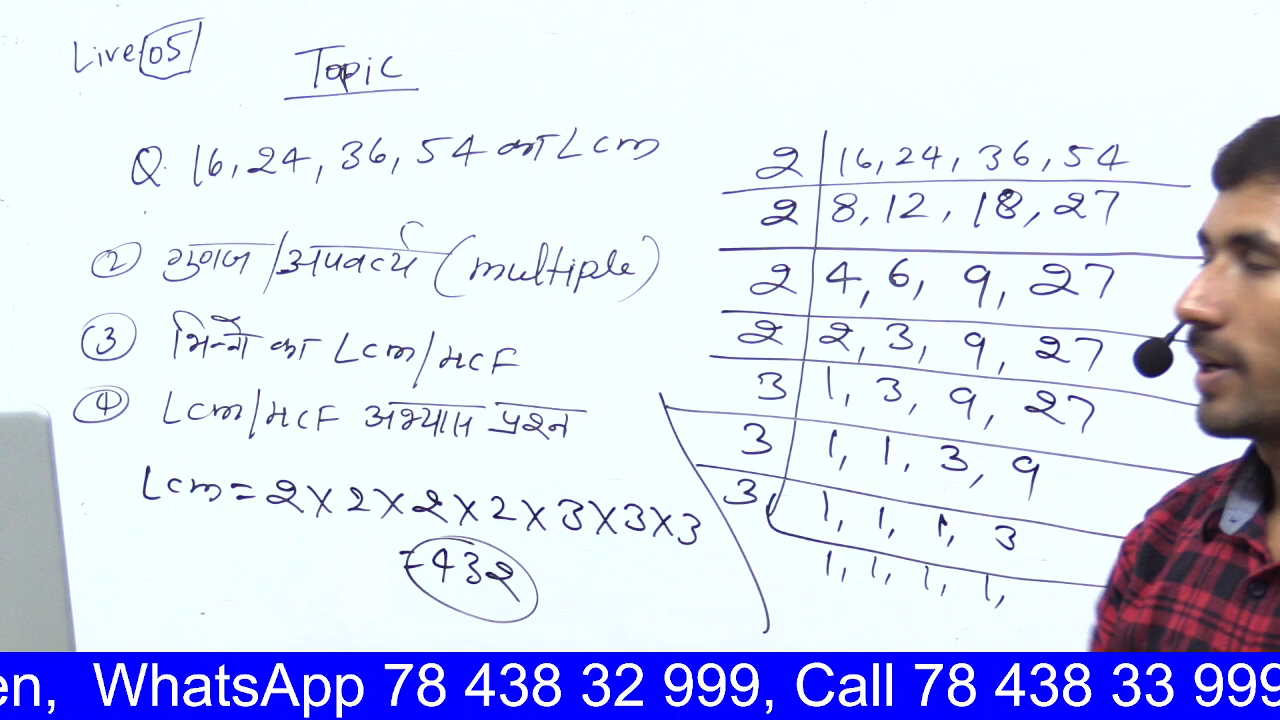 Live 05
Topic
Q. 16, 24, 36, 54 का Lcm
② गुणज/अपवर्त्य (multiple)
③ भिन्नों का Lcm/HCF
④ Lcm/HCF अभ्यास प्रश्न
Lcm = 2×2×2×2×3×3×3
=432
2 | 16, 24, 36, 54
2 | 8, 12, 18, 27
2 | 4, 6, 9, 27
2 | 2, 3, 9, 27
3 | 1, 3, 9, 27
3 | 1, 1, 3, 9
3 | 1, 1, 1, 3
1, 1, 1, 1,
en, WhatsApp 78 438 32 999, Call 78 438 33 999